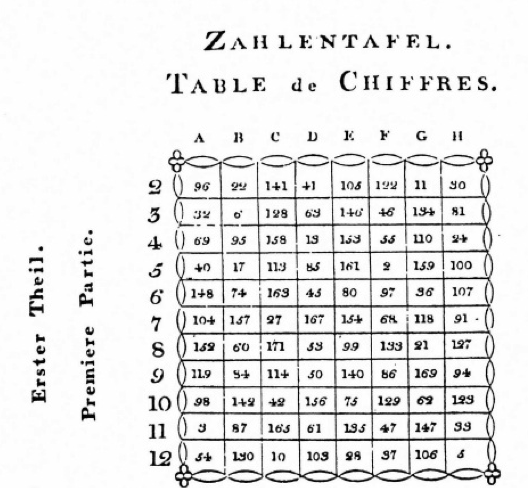 ZAHLENTAFEL.
TABLE de CHIFFRES.
Erster Theil.
Premiere Partie.
A B C D E F G H
2 96 22 141 41 105 122 11 30
3 32 6 128 63 146 46 134 81
4 69 95 158 13 153 55 110 24
5 40 17 113 85 161 2 159 100
6 148 74 163 45 80 97 36 107
7 104 157 27 167 154 68 118 91
8 152 60 171 53 99 133 21 127
9 119 84 114 50 140 86 169 94
10 98 142 42 156 75 129 62 123
11 3 87 165 61 135 47 147 33
12 54 130 10 103 28 37 106 5